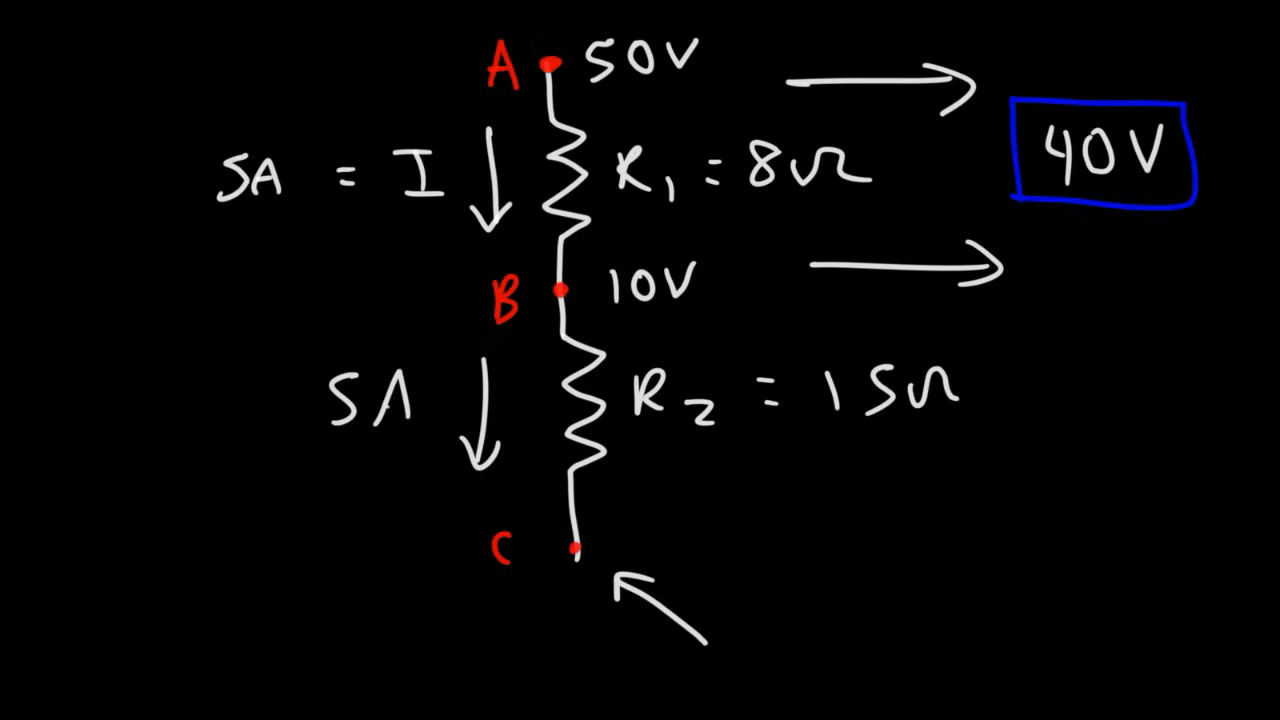 A 50V
40V
5A = I R₁ = 8Ω
B 10V
5A R₂ = 15Ω
C